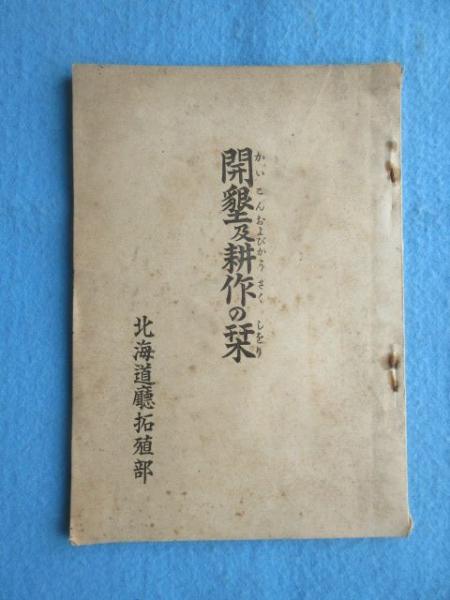 開墾及耕作の栞
かいこんおよびかうさくしをり
北海道廳拓殖部